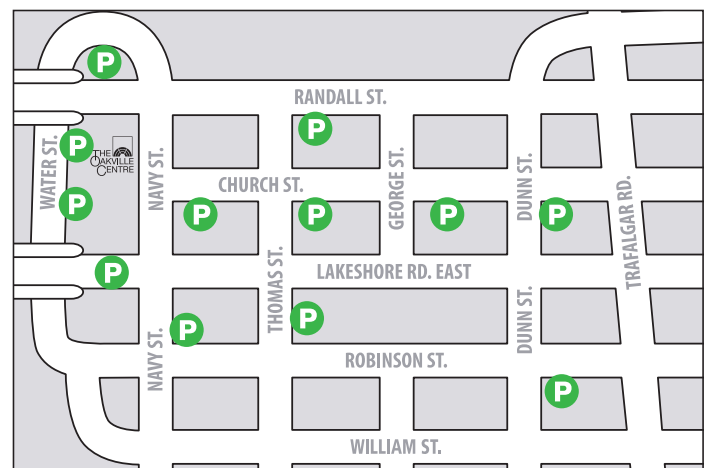 P
RANDALL ST.
P
P
THE
OAKVILLE
CENTRE
WATER ST.
NAVY ST.
GEORGE ST.
DUNN ST.
CHURCH ST.
TRAFALGAR RD.
P
P
P
P
P
THOMAS ST.
LAKESHORE RD. EAST
P
DUNN ST.
P
P
NAVY ST.
ROBINSON ST.
P
WILLIAM ST.